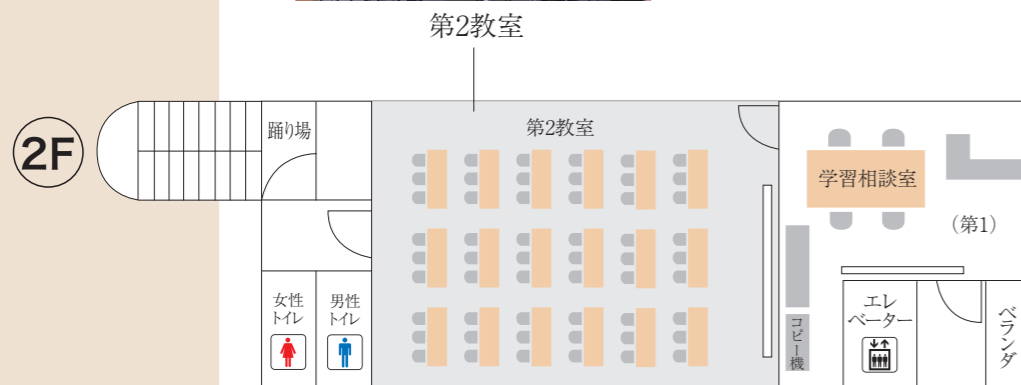 第2教室
2F
踊り場
第2教室
学習相談室
（第1）
女性
トイレ
男性
トイレ
コピー機
エレ
ベーター
ベランダ